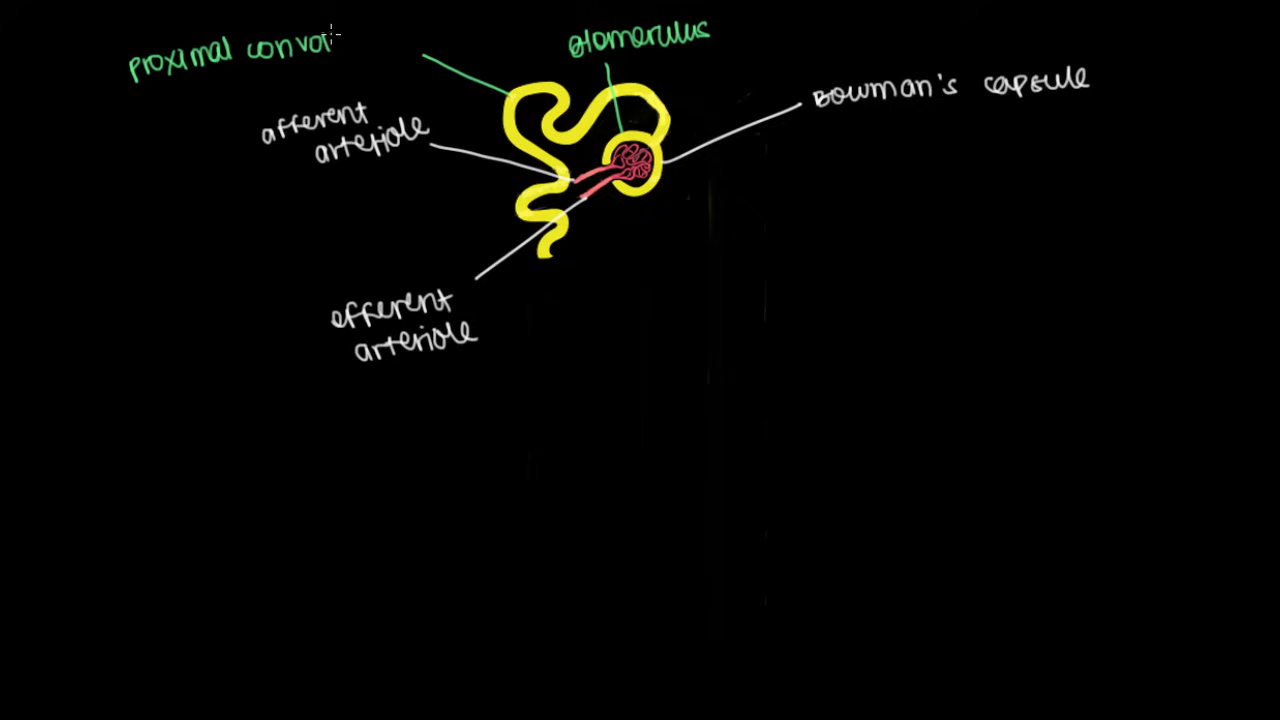 proximal convol
glomerulus
Bowman's capsule
afferent
arteriole
efferent
arteriole